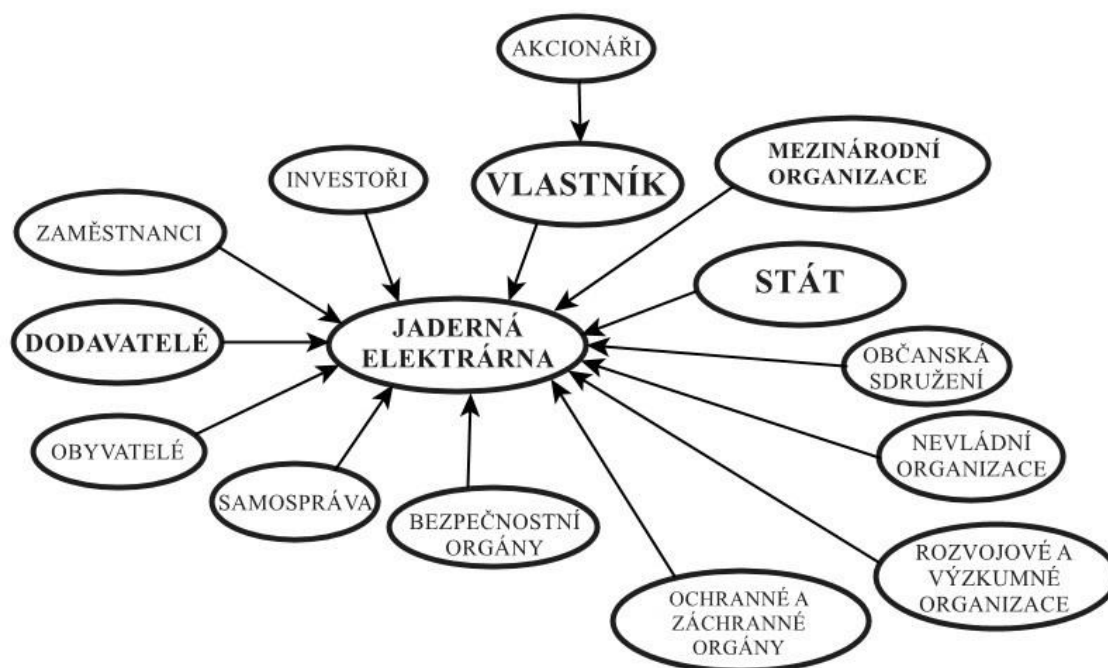 AKCIONÁŘI
MEZINÁRODNÍ
ORGANIZACE
VLASTNÍK
INVESTOŘI
ZAMĚSTNANCI
STÁT
JADERNÁ
ELEKTRÁRNA
DODAVATELÉ
OBČANSKÁ
SDRUŽENÍ
OBYVATELÉ
NEVLÁDNÍ
ORGANIZACE
SAMOSPRÁVA
BEZPEČNOSTNÍ
ORGÁNY
ROZVOJOVÉ A
VÝZKUMNÉ
ORGANIZACE
OCHRANNÉ A
ZÁCHRANNÉ
ORGÁNY